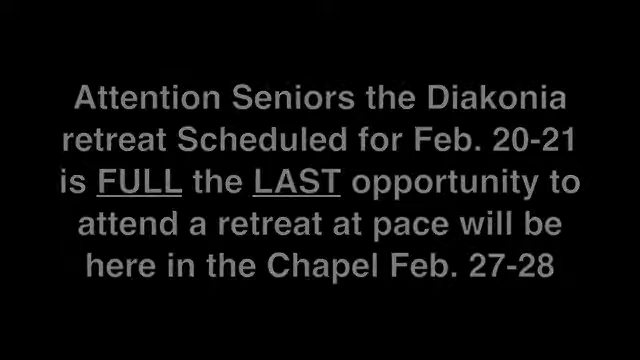 Attention Seniors the Diakonia
retreat Scheduled for Feb. 20-21
is FULL the LAST opportunity to
attend a retreat at pace will be
here in the Chapel Feb. 27-28